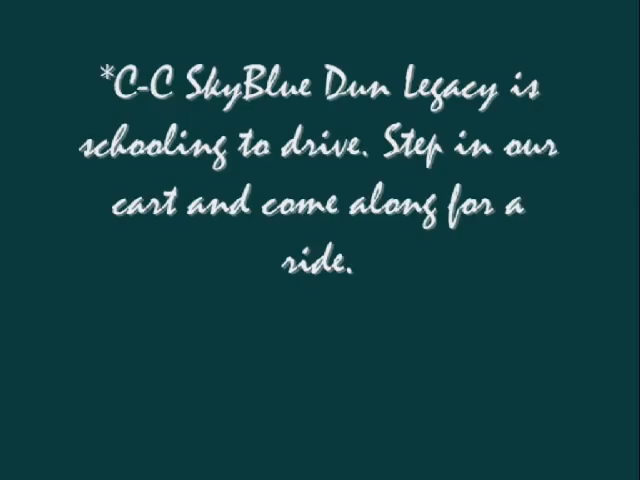 *C-C SkyBlue Dun Legacy is
schooling to drive. Step in our
cart and come along for a
ride.